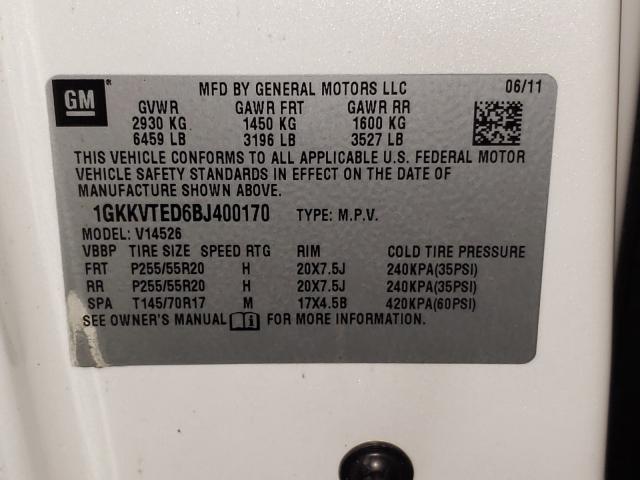 GM
MFD BY GENERAL MOTORS LLC 06/11
GVWR GAWR FRT GAWR RR
2930 KG 1450 KG 1600 KG
6459 LB 3196 LB 3527 LB
THIS VEHICLE CONFORMS TO ALL APPLICABLE U.S. FEDERAL MOTOR
VEHICLE SAFETY STANDARDS IN EFFECT ON THE DATE OF
MANUFACTURE SHOWN ABOVE.
1GKKVTED6BJ400170 TYPE: M.P.V.
MODEL: V14526
VBBP TIRE SIZE SPEED RTG RIM COLD TIRE PRESSURE
FRT P255/55R20 H 20X7.5J 240KPA(35PSI)
RR P255/55R20 H 20X7.5J 240KPA(35PSI)
SPA T145/70R17 M 17X4.5B 420KPA(60PSI)
SEE OWNER'S MANUAL i FOR MORE INFORMATION.